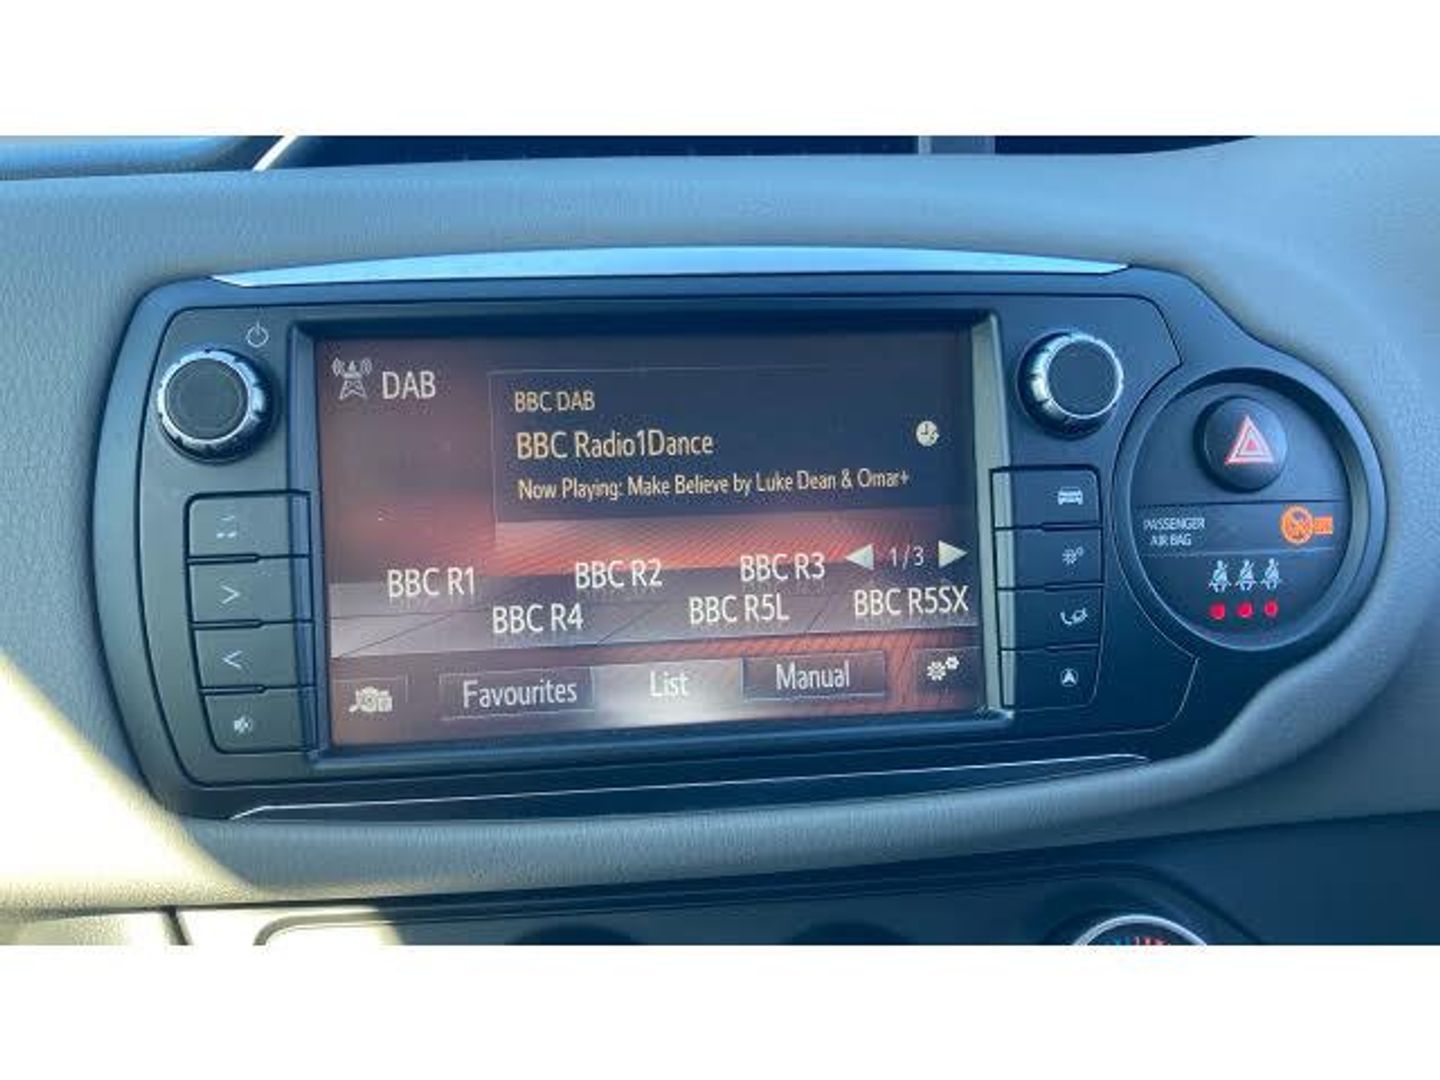 DAB
BBC DAB
BBC Radio1Dance
Now Playing: Make Believe by Luke Dean & Omar+
BBC R1 BBC R2 BBC R3 1/3
BBC R4 BBC R5L BBC R5SX
Favourites List Manual
PASSENGER
AIR BAG